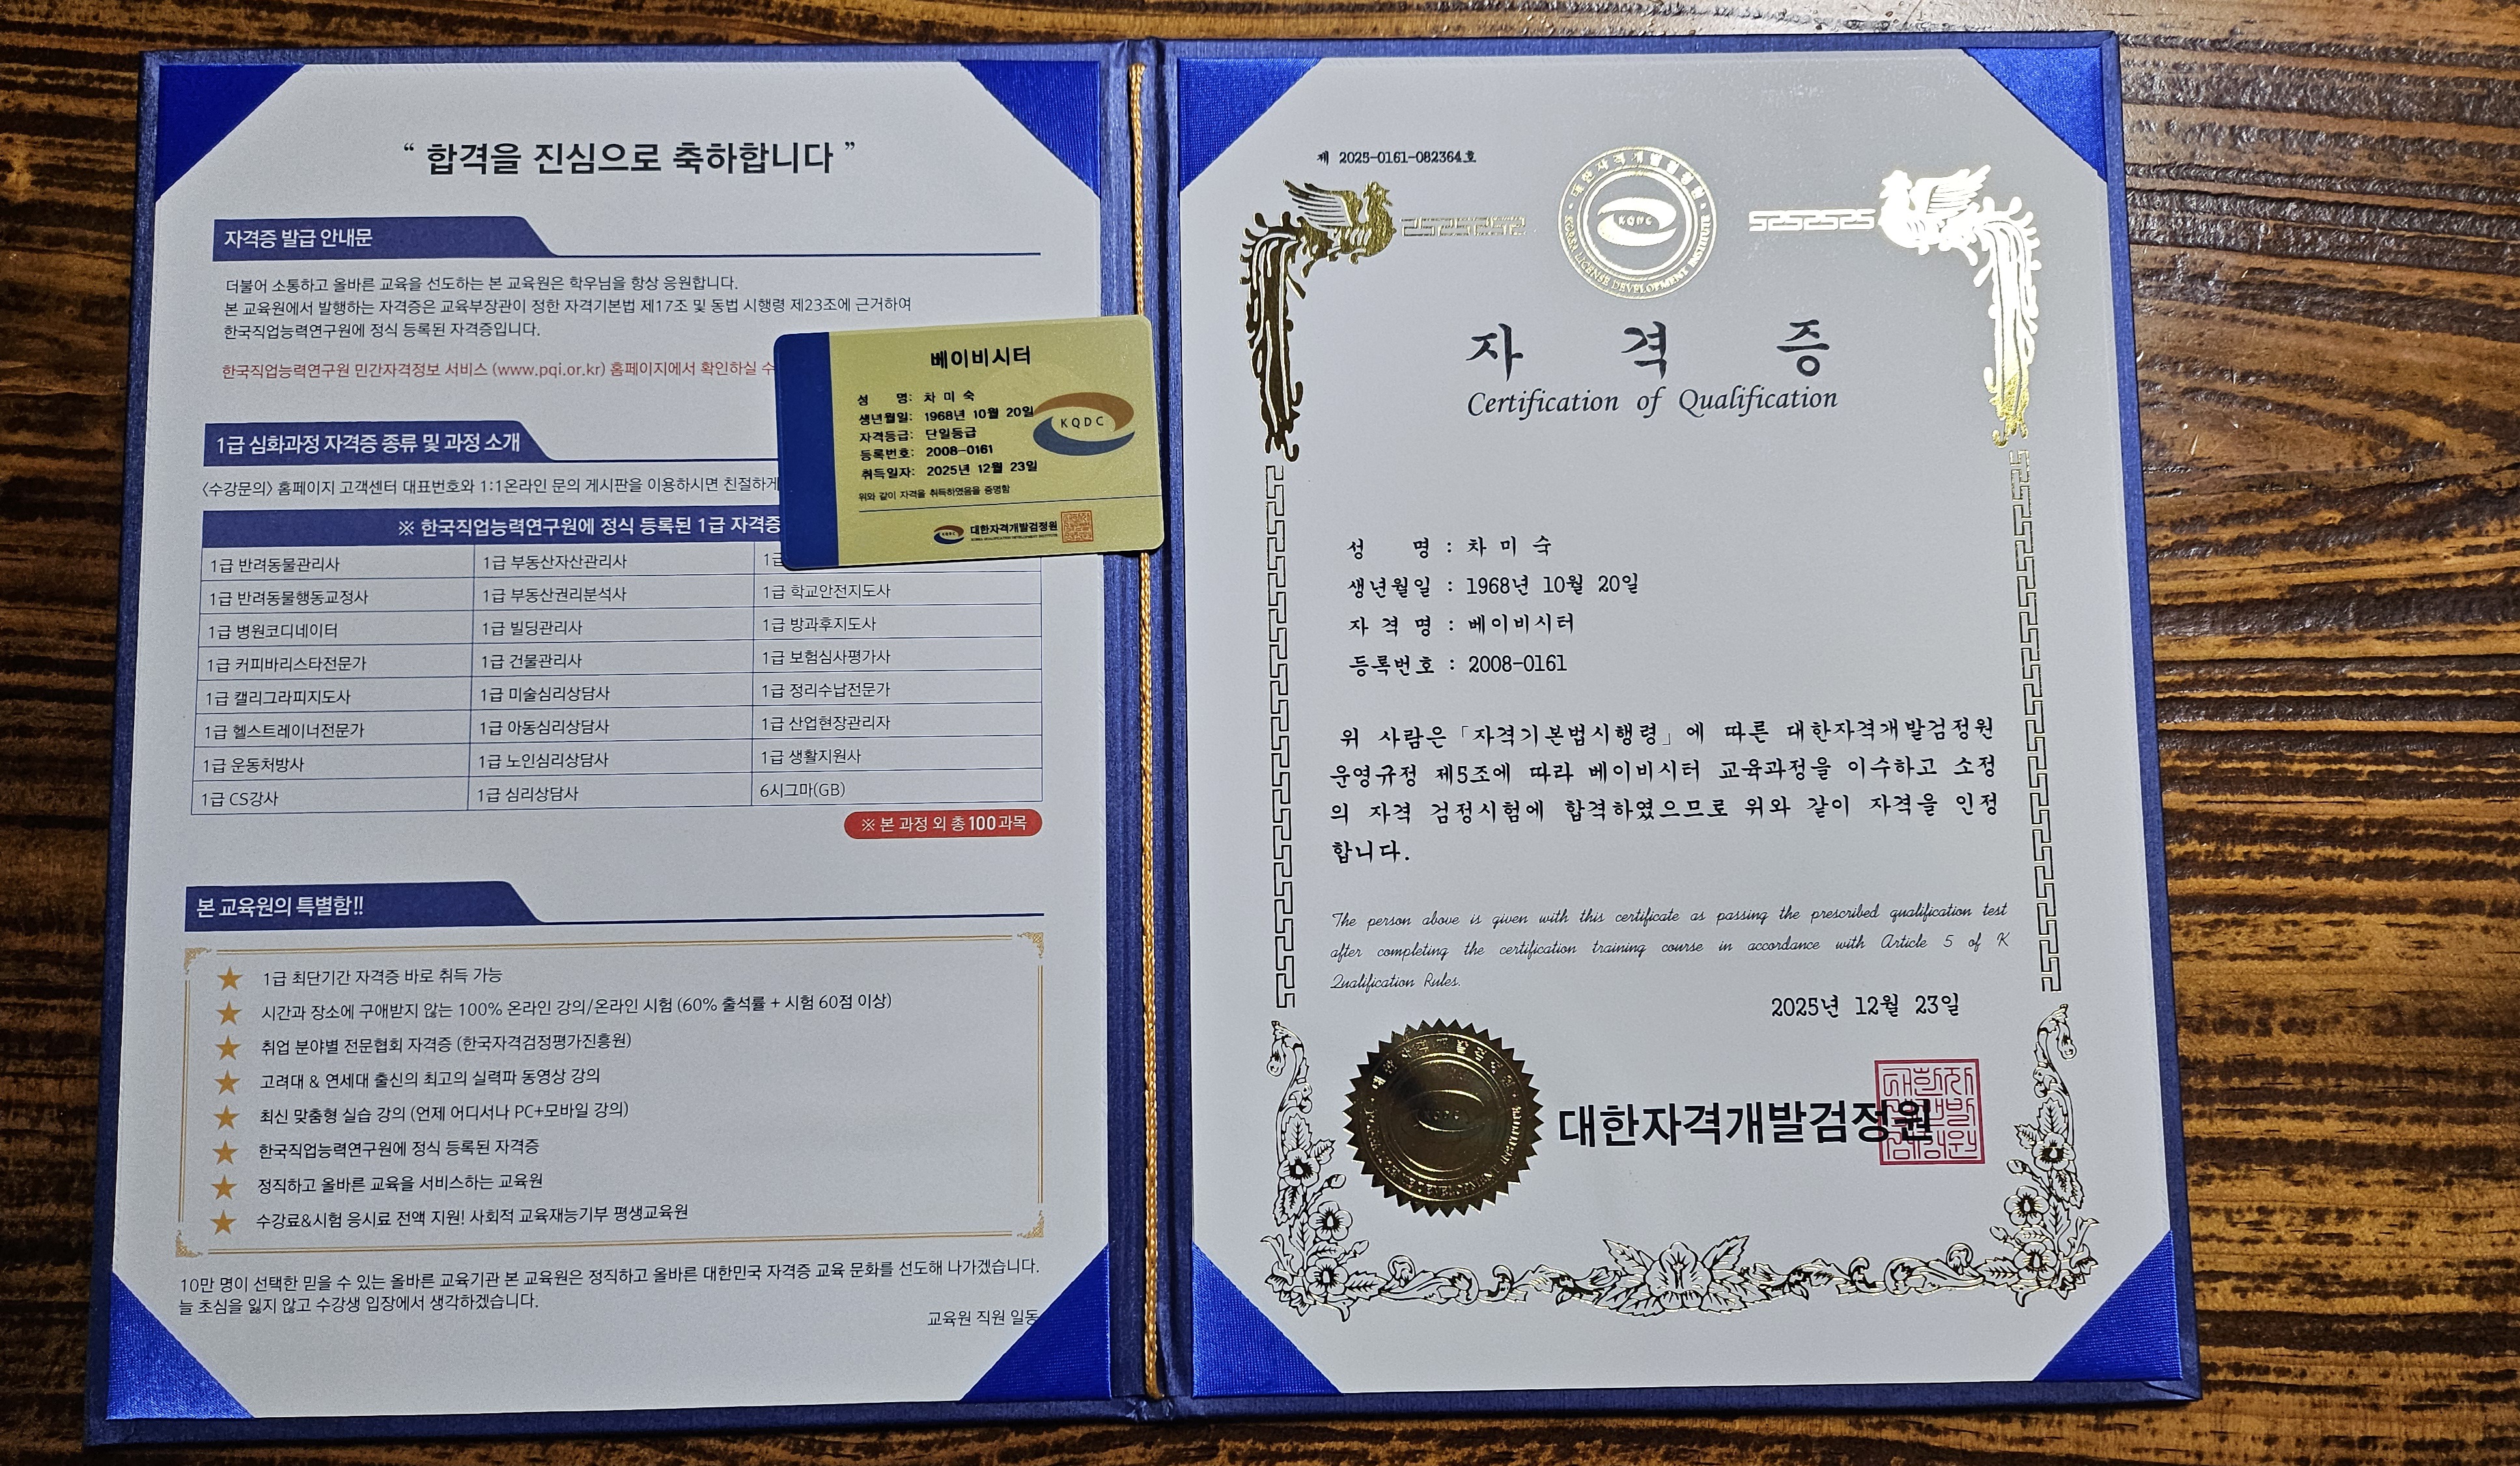 “ 합격을 진심으로 축하합니다 ”
자격증 발급 안내문
더불어 소통하고 올바른 교육을 선도하는 본 교육원은 학우님을 항상 응원합니다.
본 교육원에서 발행하는 자격증은 교육부장관이 정한 자격기본법 제17조 및 동법 시행령 제23조에 근거하여
한국직업능력연구원에 정식 등록된 자격증입니다.
한국직업능력연구원 민간자격정보 서비스 (www.pqi.or.kr) 홈페이지에서 확인하실 수
1급 심화과정 자격증 종류 및 과정 소개
<수강문의> 홈페이지 고객센터 대표번호와 1:1온라인 문의 게시판을 이용하시면 친절하게
※ 한국직업능력연구원에 정식 등록된 1급 자격증
1급 반려동물관리사 1급 부동산자산관리사 1급
1급 반려동물행동교정사 1급 부동산권리분석사 1급 학교안전지도사
1급 병원코디네이터 1급 빌딩관리사 1급 방과후지도사
1급 커피바리스타전문가 1급 건물관리사 1급 보험심사평가사
1급 캘리그라피지도사 1급 미술심리상담사 1급 정리수납전문가
1급 헬스트레이너전문가 1급 아동심리상담사 1급 산업현장관리자
1급 운동처방사 1급 노인심리상담사 1급 생활지원사
1급 CS강사 1급 심리상담사 6시그마(GB)
※ 본 과정 외 총 100과목
본 교육원의 특별함!!
★ 1급 최단기간 자격증 바로 취득 가능
★ 시간과 장소에 구애받지 않는 100% 온라인 강의/온라인 시험 (60% 출석률 + 시험 60점 이상)
★ 취업 분야별 전문협회 자격증 (한국자격검정평가진흥원)
★ 고려대 & 연세대 출신의 최고의 실력파 동영상 강의
★ 최신 맞춤형 실습 강의 (언제 어디서나 PC+모바일 강의)
★ 한국직업능력연구원에 정식 등록된 자격증
★ 정직하고 올바른 교육을 서비스하는 교육원
★ 수강료&시험 응시료 전액 지원! 사회적 교육재능기부 평생교육원
10만 명이 선택한 믿을 수 있는 올바른 교육기관 본 교육원은 정직하고 올바른 대한민국 자격증 교육 문화를 선도해 나가겠습니다.
늘 초심을 잃지 않고 수강생 입장에서 생각하겠습니다.
교육원 직원 일동
베이비시터
성 명: 차 미 숙
생년월일: 1968년 10월 20일
자격등급: 단일등급
등록번호: 2008-0161
취득일자: 2025년 12월 23일
위와 같이 자격을 취득하였음을 증명함
KQDC
대한자격개발검정원
제 2025-0161-082364호
대한자격개발검정원
KQDC
KOREA LICENSE DEVELOPMENT INSTITUTE
자 격 증
Certification of Qualification
성 명 : 차 미 숙
생년월일 : 1968년 10월 20일
자 격 명 : 베이비시터
등록번호 : 2008-0161
위 사람은 「자격기본법시행령」에 따른 대한자격개발검정원
운영규정 제5조에 따라 베이비시터 교육과정을 이수하고 소정
의 자격 검정시험에 합격하였으므로 위와 같이 자격을 인정
합니다.
The person above is given with this certificate as passing the prescribed qualification test
after completing the certification training course in accordance with Article 5 of K
Qualification Rules.
2025년 12월 23일
대한자격개발검정원